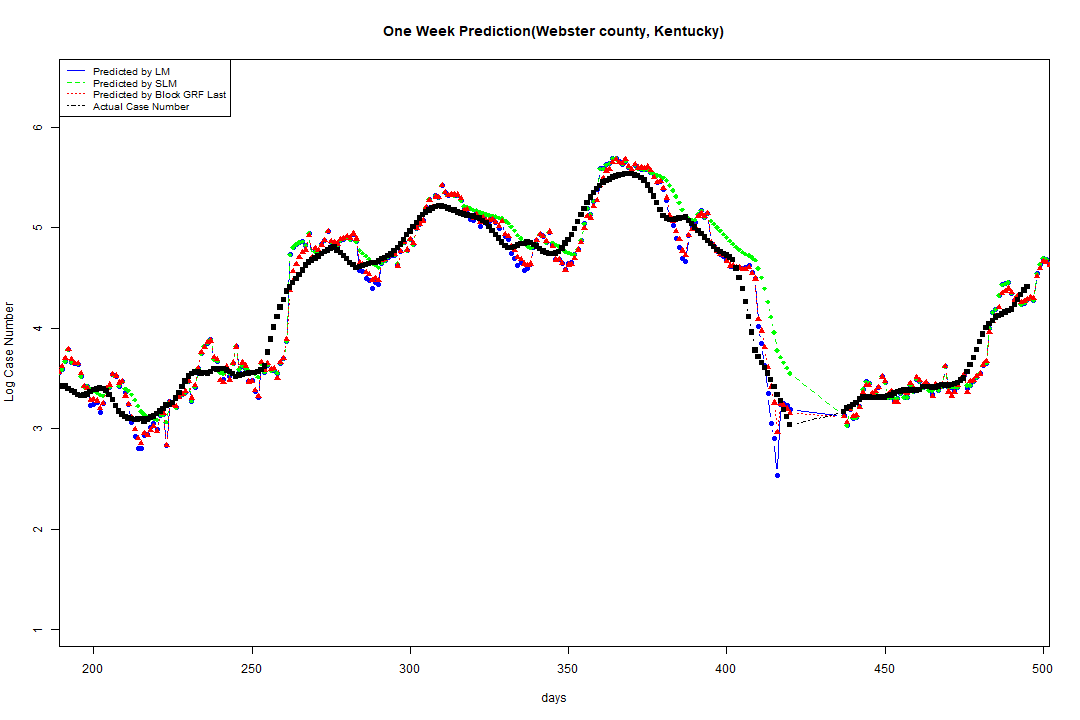 One Week Prediction(Webster county, Kentucky)
Predicted by LM
Predicted by SLM
Predicted by Block GRF Last
Actual Case Number
Log Case Number
6
5
4
3
2
1
200 250 300 350 400 450 500
days